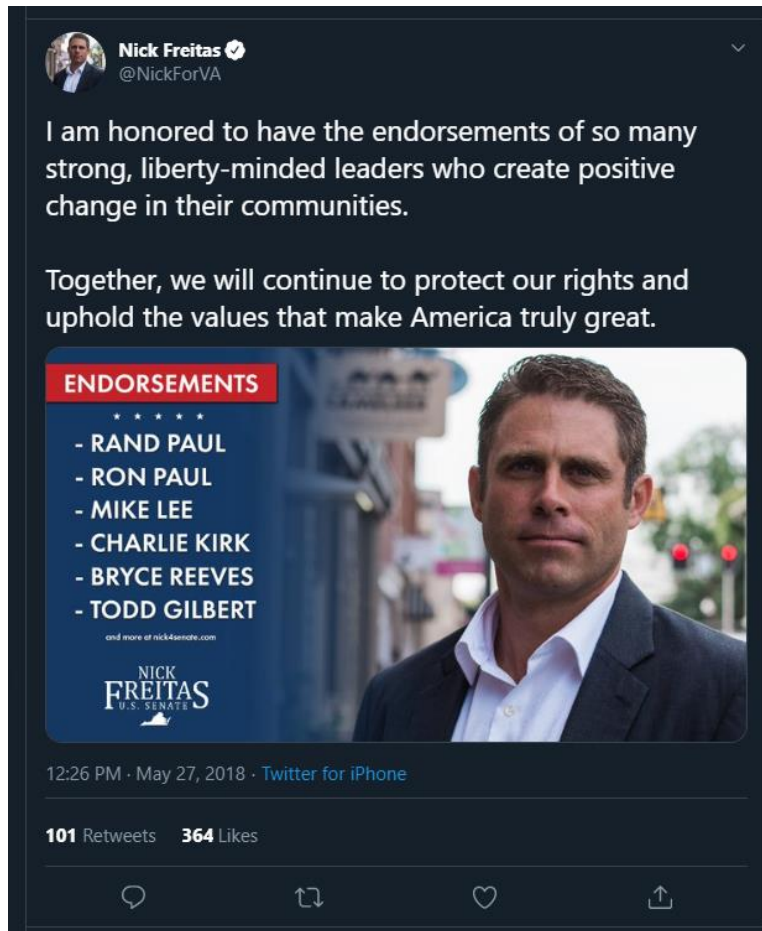 Nick Freitas
@NickForVA
I am honored to have the endorsements of so many
strong, liberty-minded leaders who create positive
change in their communities.
Together, we will continue to protect our rights and
uphold the values that make America truly great.
ENDORSEMENTS
- RAND PAUL
- RON PAUL
- MIKE LEE
- CHARLIE KIRK
- BRYCE REEVES
- TODD GILBERT
and more at nick4senate.com
NICK
FREITAS
U.S. SENATE
12:26 PM · May 27, 2018 · Twitter for iPhone
101 Retweets 364 Likes